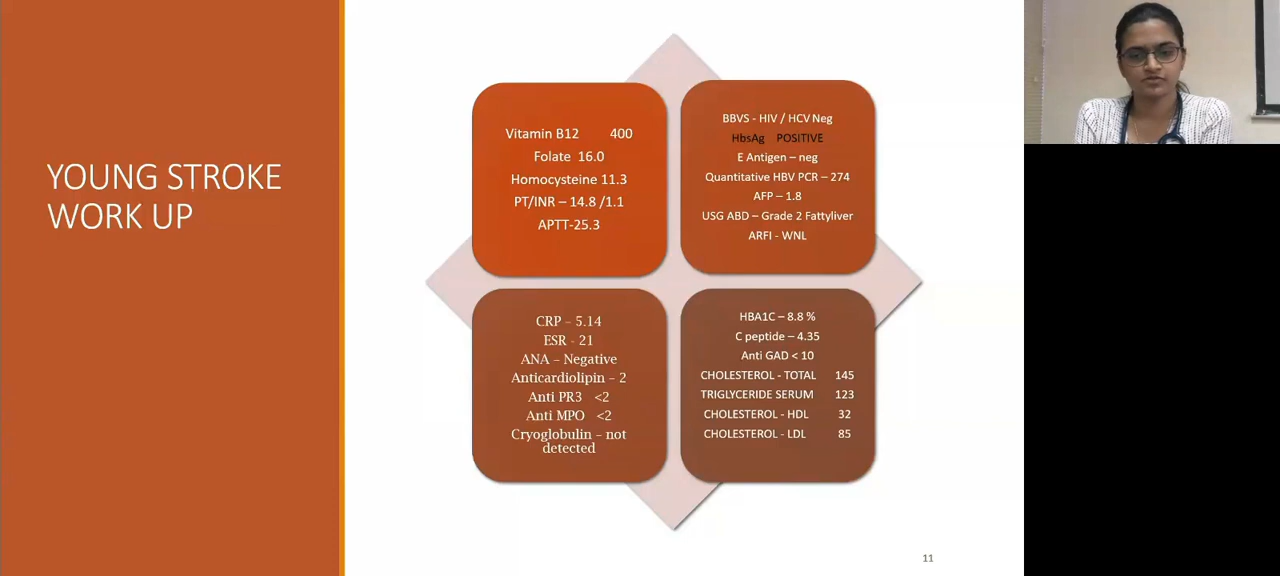 YOUNG STROKE
WORK UP
Vitamin B12 400
Folate 16.0
Homocysteine 11.3
PT/INR – 14.8 /1.1
APTT-25.3
BBVS - HIV / HCV Neg
HbsAg POSITIVE
E Antigen – neg
Quantitative HBV PCR – 274
AFP – 1.8
USG ABD – Grade 2 Fattyliver
ARFI - WNL
CRP – 5.14
ESR - 21
ANA – Negative
Anticardiolipin – 2
Anti PR3 <2
Anti MPO <2
Cryoglobulin – not
detected
HBA1C – 8.8 %
C peptide – 4.35
Anti GAD < 10
CHOLESTEROL - TOTAL 145
TRIGLYCERIDE SERUM 123
CHOLESTEROL - HDL 32
CHOLESTEROL - LDL 85
11